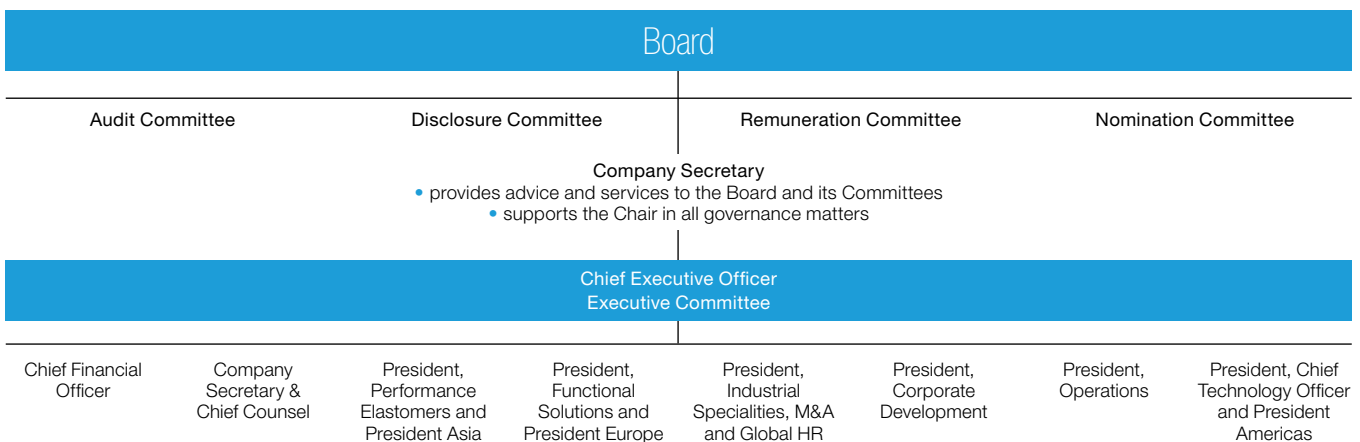 Board
Audit Committee
Disclosure Committee
Remuneration Committee
Nomination Committee
Company Secretary
• provides advice and services to the Board and its Committees
• supports the Chair in all governance matters
Chief Executive Officer
Executive Committee
Chief Financial
Officer
Company
Secretary &
Chief Counsel
President,
Performance
Elastomers and
President Asia
President,
Functional
Solutions and
President Europe
President,
Industrial
Specialities, M&A
and Global HR
President,
Corporate
Development
President,
Operations
President, Chief
Technology Officer
and President
Americas